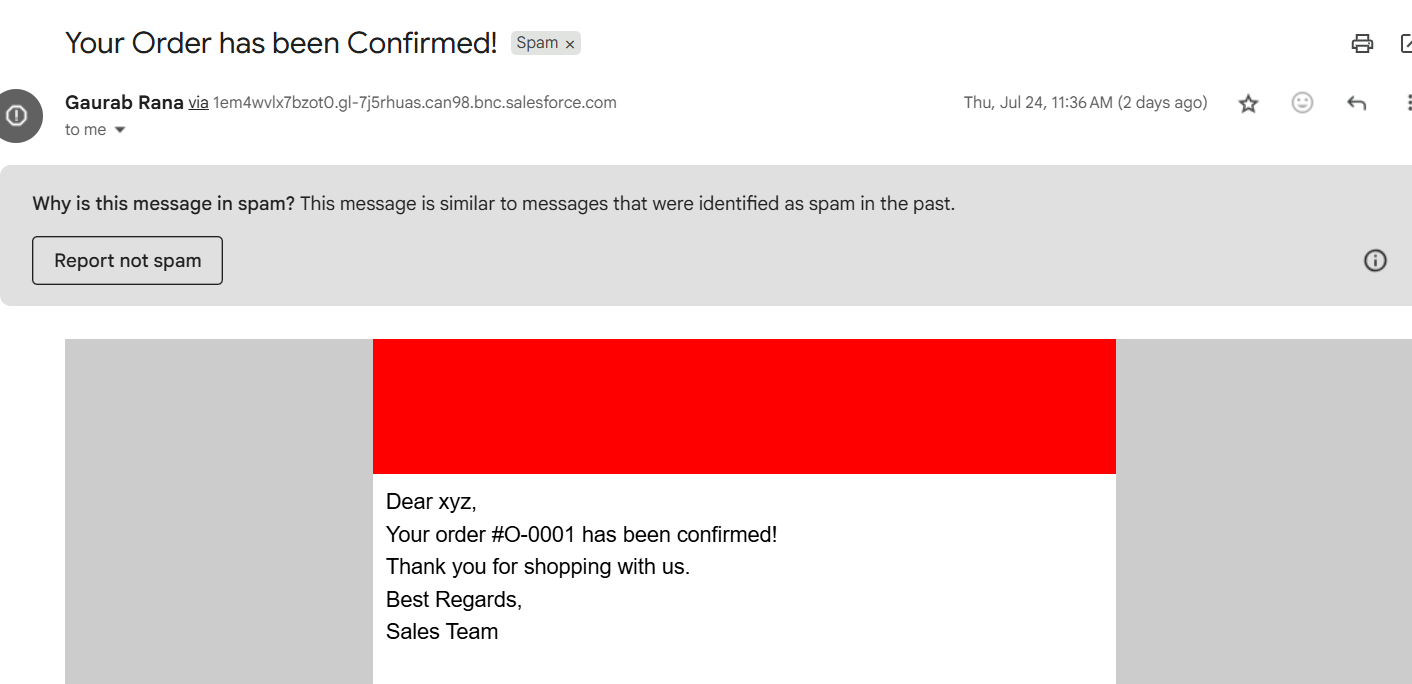 Your Order has been Confirmed! Spam ×
Gaurab Rana via 1em4wvlx7bzot0.gl-7j5rhuas.can98.bnc.salesforce.com Thu, Jul 24, 11:36 AM (2 days ago)
to me
Why is this message in spam? This message is similar to messages that were identified as spam in the past.
Report not spam
Dear xyz,
Your order #O-0001 has been confirmed!
Thank you for shopping with us.
Best Regards,
Sales Team